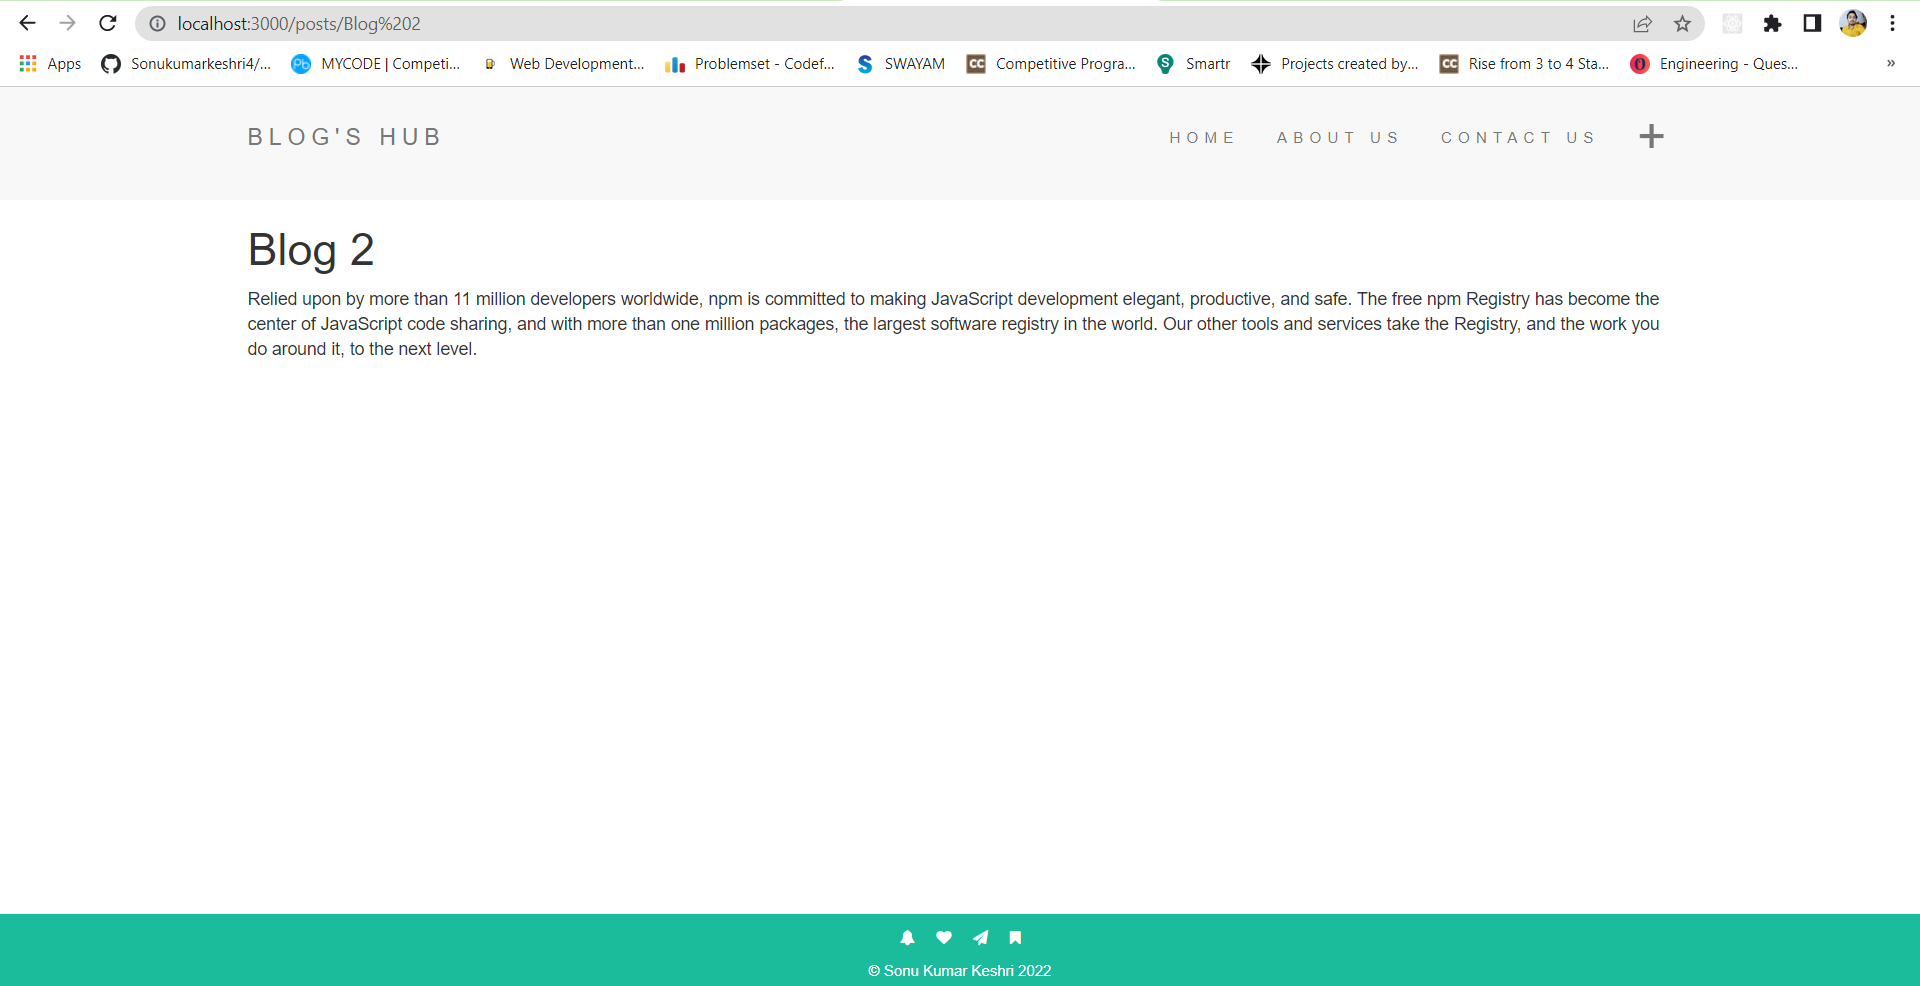 localhost:3000/posts/Blog%202
Apps Sonukumarkeshri4/... MYCODE | Competi... Web Development... Problemset - Codef... SWAYAM Competitive Progra... Smartr Projects created by... Rise from 3 to 4 Sta... Engineering - Ques... »
BLOG'S HUB HOME ABOUT US CONTACT US +
Blog 2
Relied upon by more than 11 million developers worldwide, npm is committed to making JavaScript development elegant, productive, and safe. The free npm Registry has become the
center of JavaScript code sharing, and with more than one million packages, the largest software registry in the world. Our other tools and services take the Registry, and the work you
do around it, to the next level.
© Sonu Kumar Keshri 2022